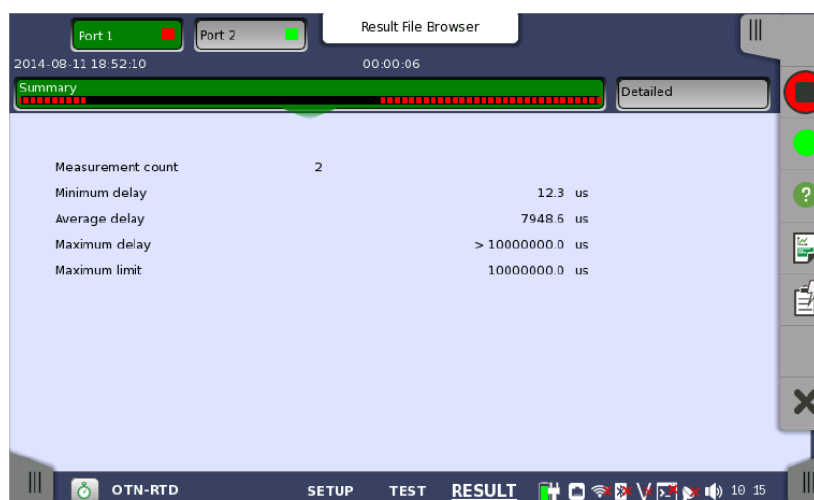 Port 1 Port 2 Result File Browser
2014-08-11 18:52:10 00:00:06
Summary Detailed
Measurement count 2
Minimum delay 12.3 us
Average delay 7948.6 us
Maximum delay > 10000000.0 us
Maximum limit 10000000.0 us
OTN-RTD SETUP TEST RESULT 10 15